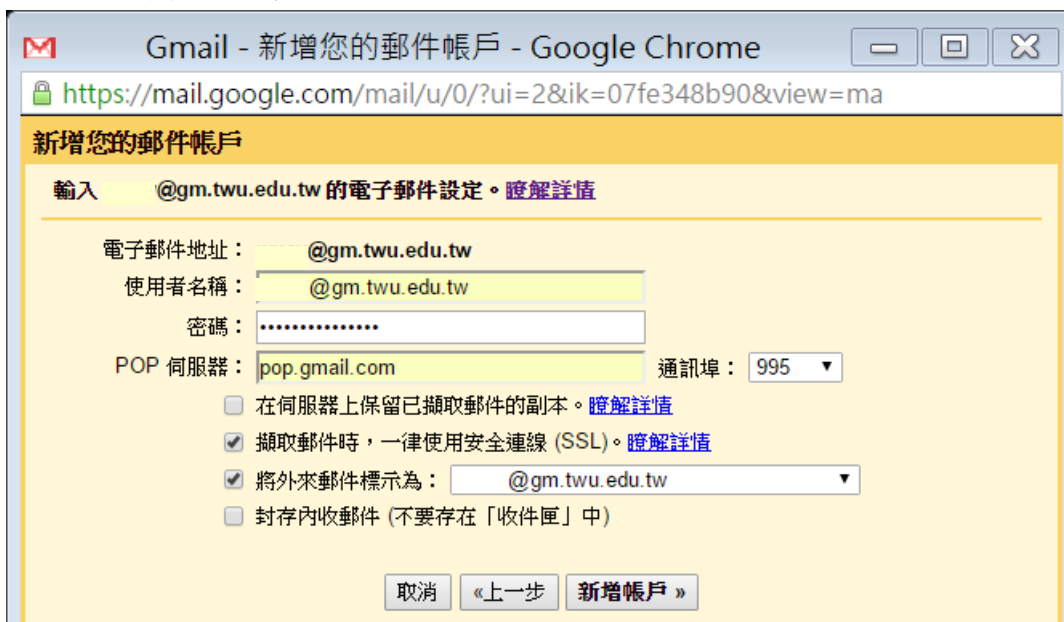 Gmail - 新增您的郵件帳戶 - Google Chrome
https://mail.google.com/mail/u/0/?ui=2&ik=07fe348b90&view=ma
新增您的郵件帳戶
輸入 @gm.twu.edu.tw 的電子郵件設定。瞭解詳情
電子郵件地址： @gm.twu.edu.tw
使用者名稱： @gm.twu.edu.tw
密碼： •••••••••••••••
POP 伺服器： pop.gmail.com 通訊埠： 995
在伺服器上保留已擷取郵件的副本。瞭解詳情
擷取郵件時，一律使用安全連線 (SSL)。瞭解詳情
將外來郵件標示為： @gm.twu.edu.tw
封存內收郵件 (不要存在「收件匣」中)
取消 «上一步 新增帳戶 »